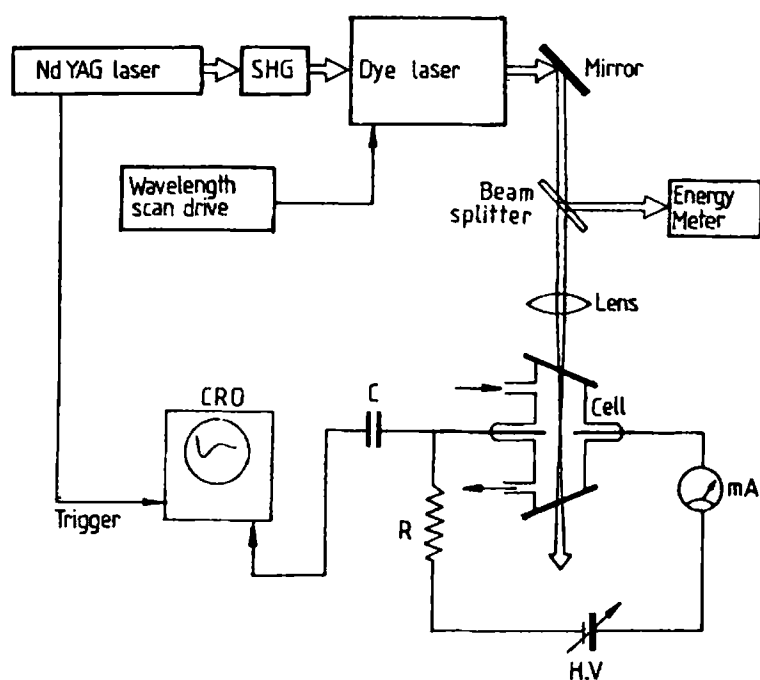 Nd YAG laser
SHG
Dye laser
Mirror
Wavelength
scan drive
Beam
splitter
Energy
Meter
Lens
CRO
C
Cell
Trigger
R
mA
H.V